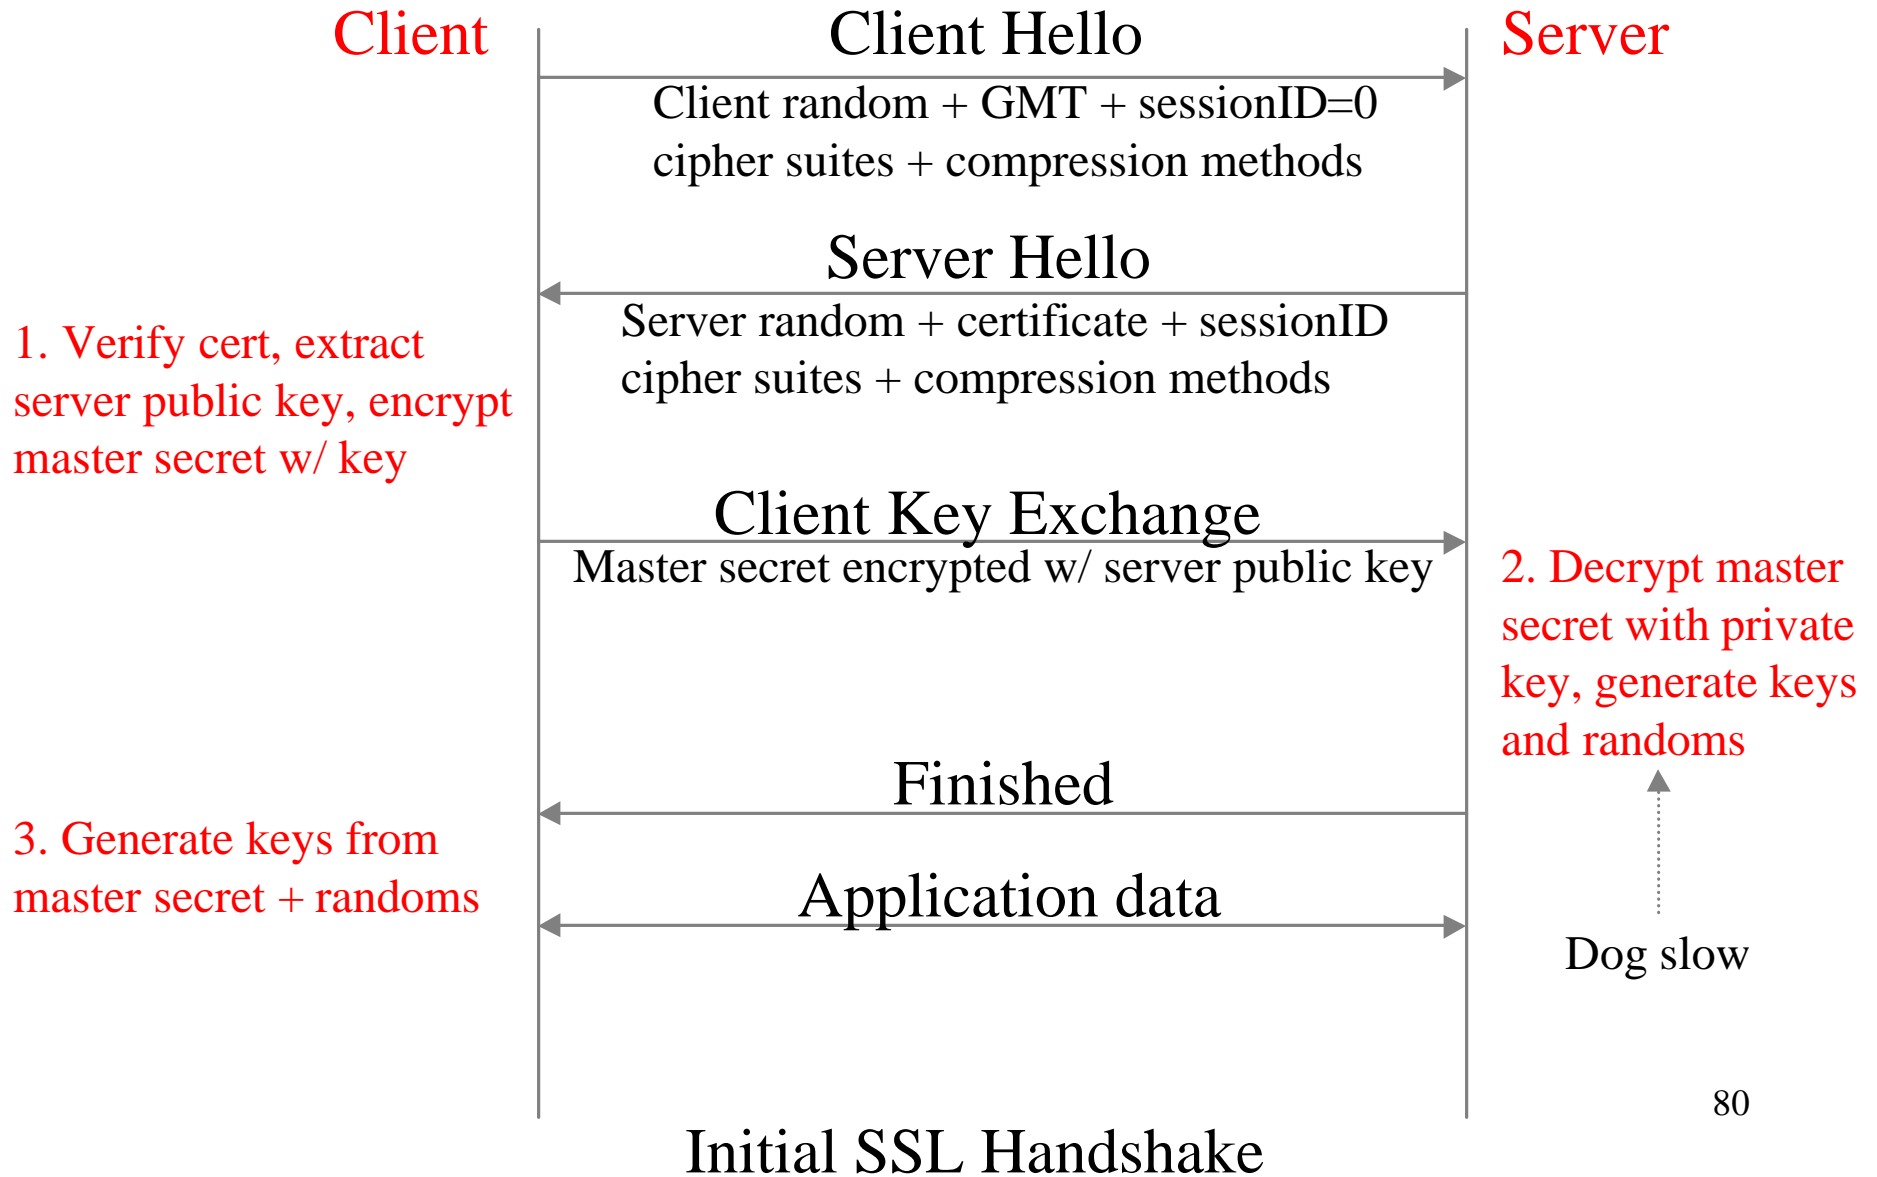 Client
Client Hello
Server
Client random + GMT + sessionID=0
cipher suites + compression methods
Server Hello
Server random + certificate + sessionID
cipher suites + compression methods
1. Verify cert, extract
server public key, encrypt
master secret w/ key
Client Key Exchange
Master secret encrypted w/ server public key
2. Decrypt master
secret with private
key, generate keys
and randoms
Finished
3. Generate keys from
master secret + randoms
Application data
Dog slow
80
Initial SSL Handshake